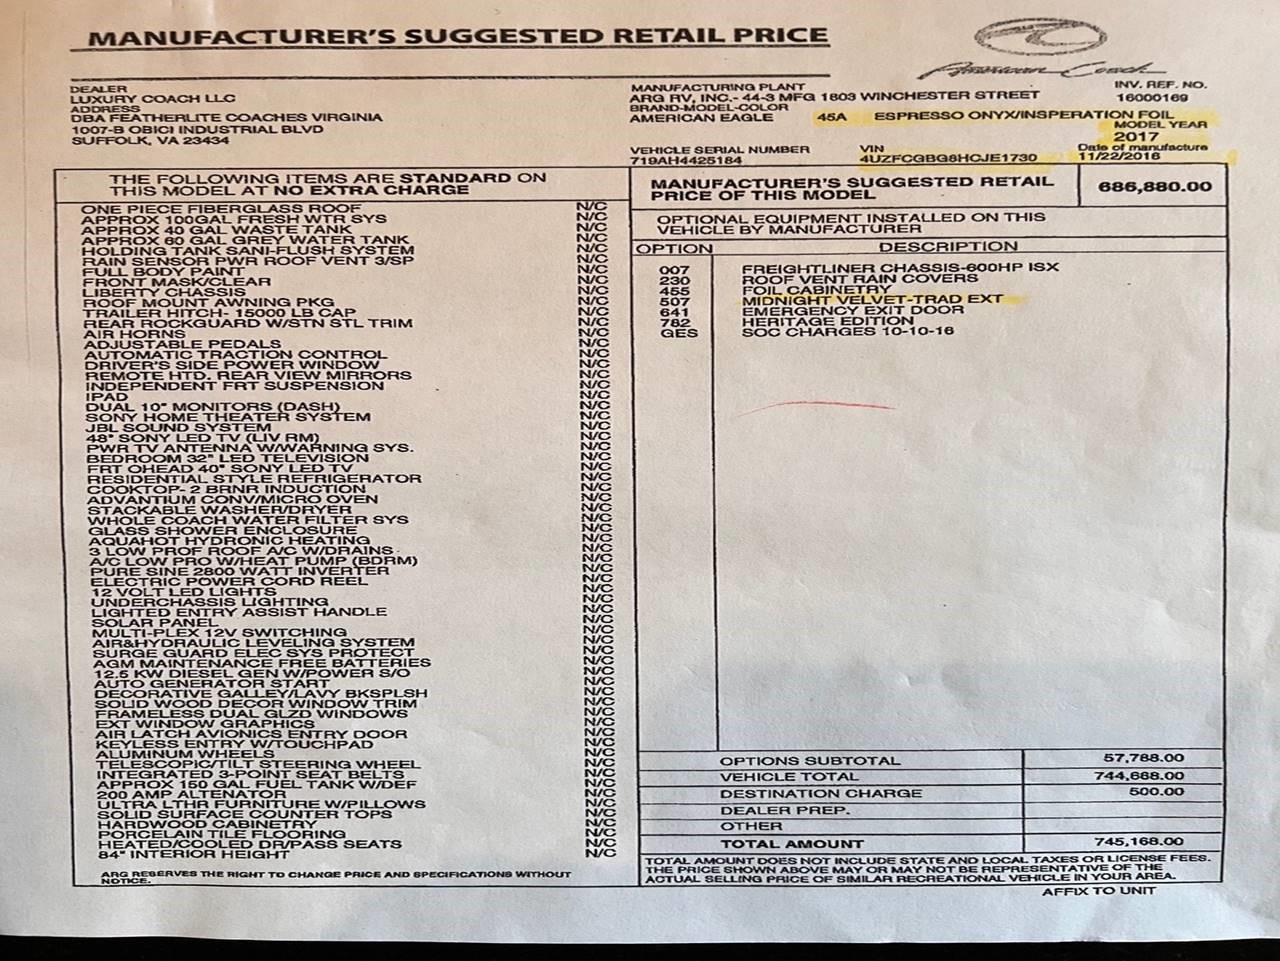 MANUFACTURER'S SUGGESTED RETAIL PRICE
American Coach
DEALER
LUXURY COACH LLC
ADDRESS
DBA FEATHERLITE COACHES VIRGINIA
1007-B OBICI INDUSTRIAL BLVD
SUFFOLK, VA 23434
MANUFACTURING PLANT
ARG RV, INC.- 44-3 MFG 1803 WINCHESTER STREET
BRAND-MODEL-COLOR
AMERICAN EAGLE 45A ESPRESSO ONYX/INSPERATION FOIL
INV. REF. NO.
16000169
MODEL YEAR
2017
VEHICLE SERIAL NUMBER
719AH4425184
VIN
4UZFCGBG8HCJE1730
Date of manufacture
11/22/2016
THE FOLLOWING ITEMS ARE STANDARD ON
THIS MODEL AT NO EXTRA CHARGE
ONE PIECE FIBERGLASS ROOF N/C
APPROX 100GAL FRESH WTR SYS N/C
APPROX 40 GAL WASTE TANK N/C
APPROX 60 GAL GREY WATER TANK N/C
HOLDING TANK SANI-FLUSH SYSTEM N/C
RAIN SENSOR PWR ROOF VENT 3/SP N/C
FULL BODY PAINT N/C
FRONT MASK/CLEAR N/C
LIBERTY CHASSIS N/C
ROOF MOUNT AWNING PKG N/C
TRAILER HITCH- 15000 LB CAP N/C
REAR ROCKGUARD W/STN STL TRIM N/C
AIR HORNS N/C
ADJUSTABLE PEDALS N/C
AUTOMATIC TRACTION CONTROL N/C
DRIVER'S SIDE POWER WINDOW N/C
REMOTE HTD. REAR VIEW MIRRORS N/C
INDEPENDENT FRT SUSPENSION N/C
IPAD N/C
DUAL 10" MONITORS (DASH) N/C
SONY HOME THEATER SYSTEM N/C
JBL SOUND SYSTEM N/C
48" SONY LED TV (LIV RM) N/C
PWR TV ANTENNA W/WARNING SYS. N/C
BEDROOM 32" LED TELEVISION N/C
FRT OHEAD 40" SONY LED TV N/C
RESIDENTIAL STYLE REFRIGERATOR N/C
COOKTOP- 2 BRNR INDUCTION N/C
ADVANTIUM CONV/MICRO OVEN N/C
STACKABLE WASHER/DRYER N/C
WHOLE COACH WATER FILTER SYS N/C
GLASS SHOWER ENCLOSURE N/C
AQUAHOT HYDRONIC HEATING N/C
3 LOW PROF ROOF A/C W/DRAINS N/C
A/C LOW PRO W/HEAT PUMP (BDRM) N/C
PURE SINE 2800 WATT INVERTER N/C
ELECTRIC POWER CORD REEL N/C
12 VOLT LED LIGHTS N/C
UNDERCHASSIS LIGHTING N/C
LIGHTED ENTRY ASSIST HANDLE N/C
SOLAR PANEL N/C
MULTI-PLEX 12V SWITCHING N/C
AIR&HYDRAULIC LEVELING SYSTEM N/C
SURGE GUARD ELEC SYS PROTECT N/C
AGM MAINTENANCE FREE BATTERIES N/C
12.5 KW DIESEL GEN W/POWER S/O N/C
AUTO GENERATOR START N/C
DECORATIVE GALLEY/LAVY BKSPLSH N/C
SOLID WOOD DECOR WINDOW TRIM N/C
FRAMELESS DUAL GLZD WINDOWS N/C
EXT WINDOW GRAPHICS N/C
AIR LATCH AVIONICS ENTRY DOOR N/C
KEYLESS ENTRY W/TOUCHPAD N/C
ALUMINUM WHEELS N/C
TELESCOPIC/TILT STEERING WHEEL N/C
INTEGRATED 3-POINT SEAT BELTS N/C
APPROX 150 GAL FUEL TANK W/DEF N/C
200 AMP ALTENATOR N/C
ULTRA LTHR FURNITURE W/PILLOWS N/C
SOLID SURFACE COUNTER TOPS N/C
HARDWOOD CABINETRY N/C
PORCELAIN TILE FLOORING N/C
HEATED/COOLED DR/PASS SEATS N/C
84" INTERIOR HEIGHT N/C
ARG RESERVES THE RIGHT TO CHANGE PRICE AND SPECIFICATIONS WITHOUT
NOTICE.
MANUFACTURER'S SUGGESTED RETAIL
PRICE OF THIS MODEL 686,880.00
OPTIONAL EQUIPMENT INSTALLED ON THIS
VEHICLE BY MANUFACTURER
OPTION DESCRIPTION
007 FREIGHTLINER CHASSIS-600HP ISX
230 ROOF VENT RAIN COVERS
455 FOIL CABINETRY
507 MIDNIGHT VELVET-TRAD EXT
641 EMERGENCY EXIT DOOR
782 HERITAGE EDITION
GES SOC CHARGES 10-10-16
OPTIONS SUBTOTAL 57,788.00
VEHICLE TOTAL 744,668.00
DESTINATION CHARGE 500.00
DEALER PREP.
OTHER
TOTAL AMOUNT 745,168.00
TOTAL AMOUNT DOES NOT INCLUDE STATE AND LOCAL TAXES OR LICENSE FEES.
THE PRICE SHOWN ABOVE MAY OR MAY NOT BE REPRESENTATIVE OF THE
ACTUAL SELLING PRICE OF SIMILAR RECREATIONAL VEHICLE IN YOUR AREA.
AFFIX TO UNIT